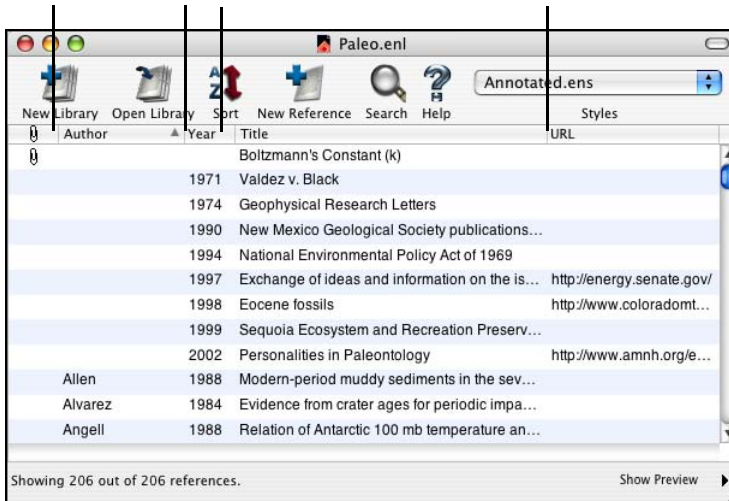 Paleo.enl
Annotated.ens
New Library Open Library Sort New Reference Search Help Styles
Author Year Title URL
Boltzmann's Constant (k)
1971 Valdez v. Black
1974 Geophysical Research Letters
1990 New Mexico Geological Society publications...
1994 National Environmental Policy Act of 1969
1997 Exchange of ideas and information on the is... http://energy.senate.gov/
1998 Eocene fossils http://www.coloradomt...
1999 Sequoia Ecosystem and Recreation Preserv...
2002 Personalities in Paleontology http://www.amnh.org/e...
Allen 1988 Modern-period muddy sediments in the sev...
Alvarez 1984 Evidence from crater ages for periodic impa...
Angell 1988 Relation of Antarctic 100 mb temperature an...
Showing 206 out of 206 references. Show Preview